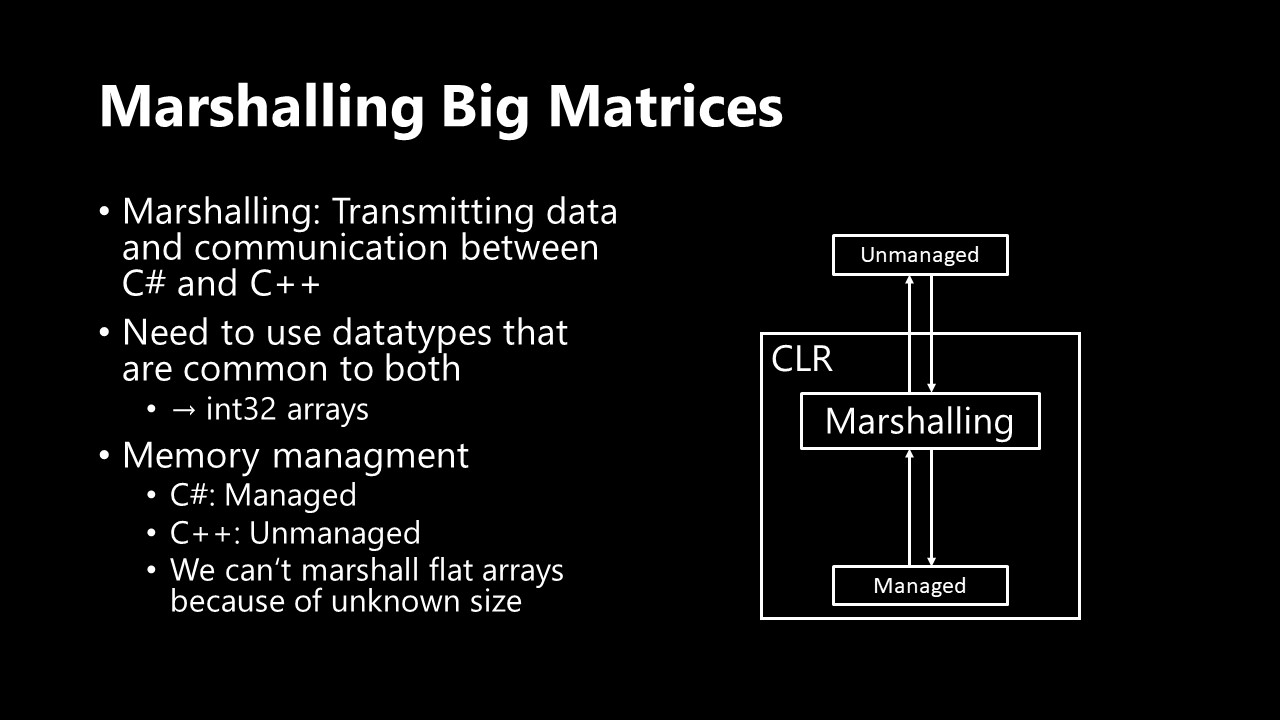 Marshalling Big Matrices
• Marshalling: Transmitting data
and communication between
C# and C++
• Need to use datatypes that
are common to both
• → int32 arrays
• Memory managment
• C#: Managed
• C++: Unmanaged
• We can‘t marshall flat arrays
because of unknown size
Unmanaged
CLR
Marshalling
Managed